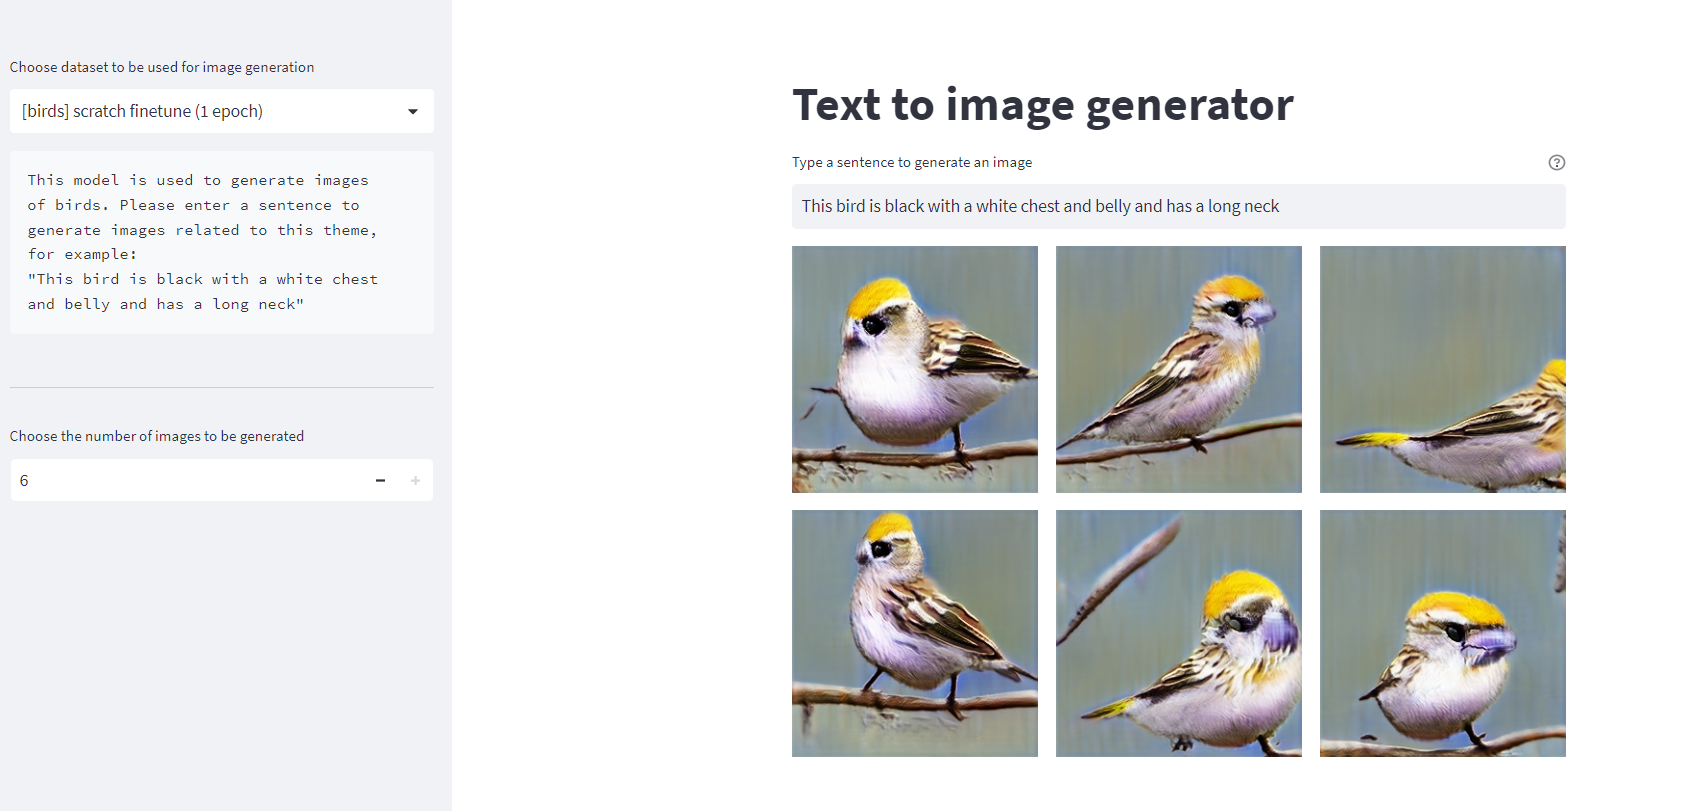 Choose dataset to be used for image generation
[birds] scratch finetune (1 epoch)
This model is used to generate images
of birds. Please enter a sentence to
generate images related to this theme,
for example:
"This bird is black with a white chest
and belly and has a long neck"
Choose the number of images to be generated
6
Text to image generator
Type a sentence to generate an image
This bird is black with a white chest and belly and has a long neck